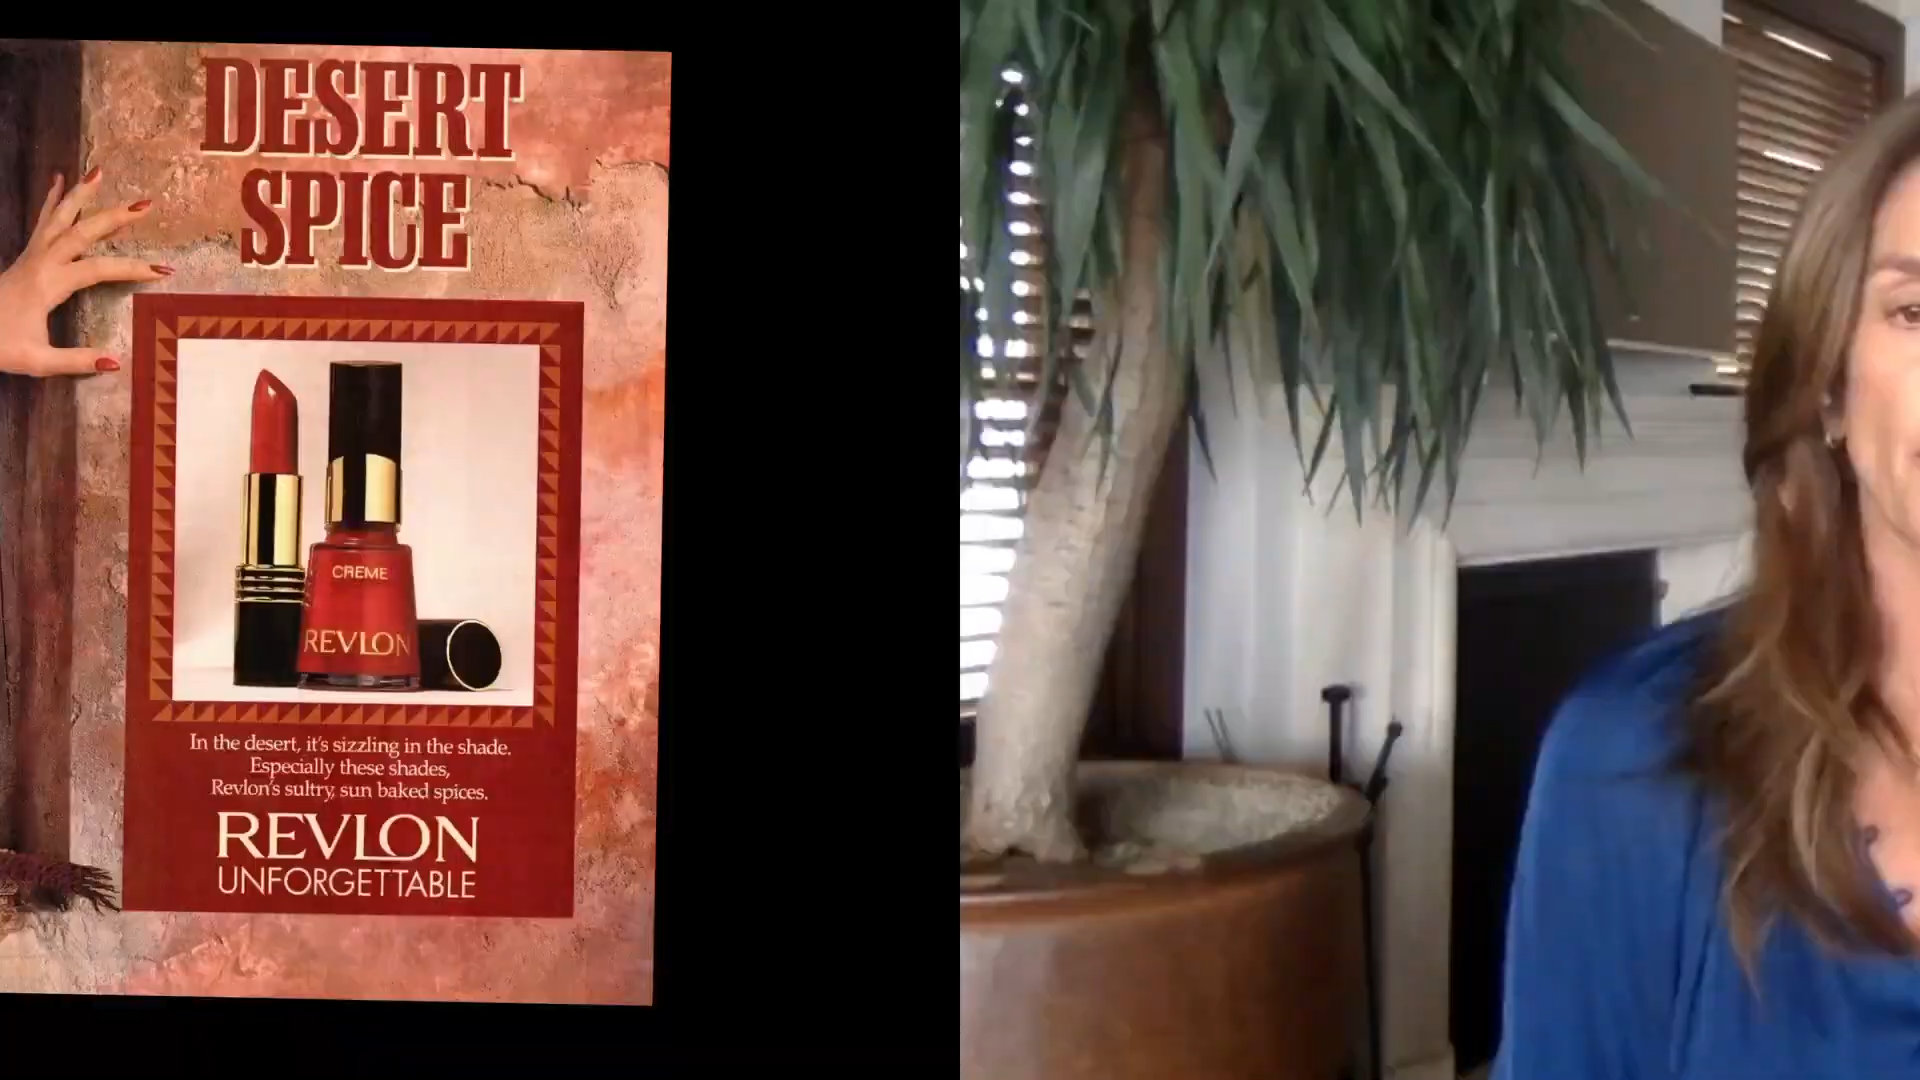 DESERT
SPICE
CREME
REVLON
In the desert, it's sizzling in the shade.
Especially these shades,
Revlon's sultry, sun baked spices.
REVLON
UNFORGETTABLE